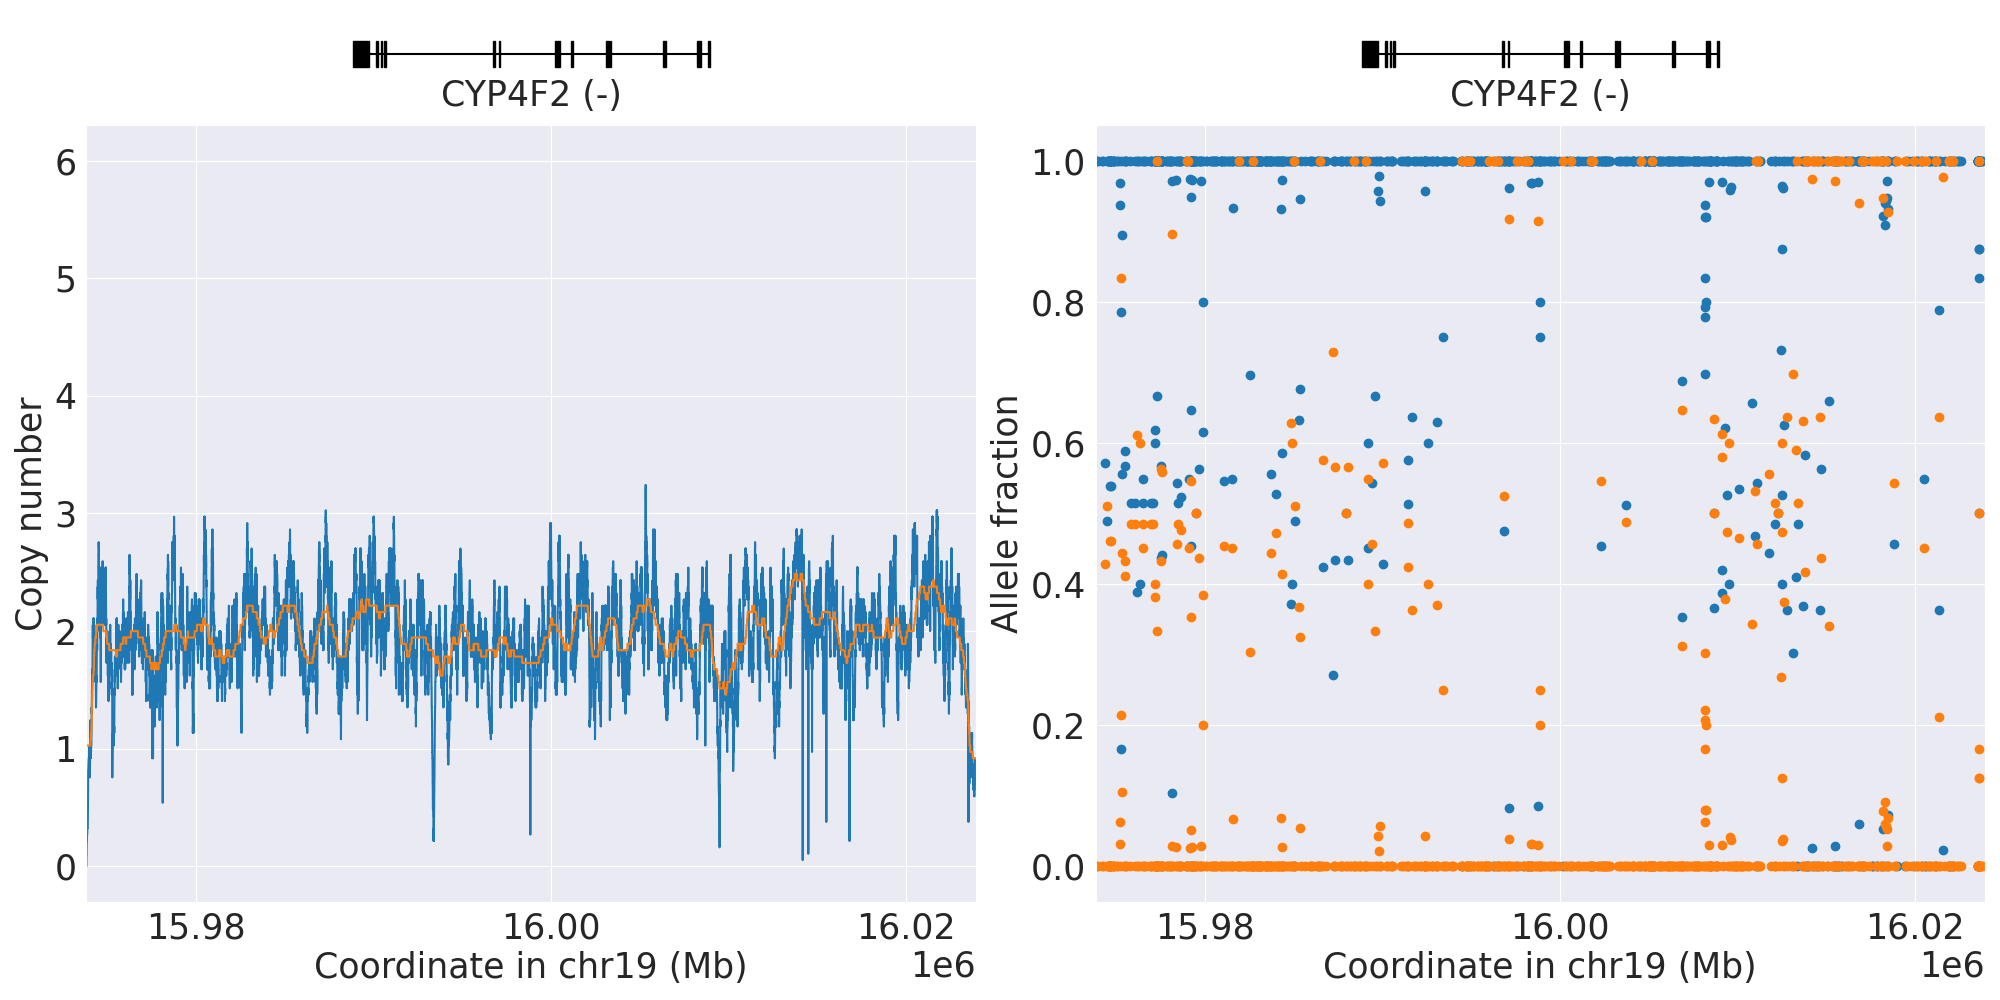 CYP4F2 (-)
6
5
4
3
2
1
0
Copy number
15.98
16.00
16.02
Coordinate in chr19 (Mb)
1e6
CYP4F2 (-)
1.0
0.8
0.6
0.4
0.2
0.0
Allele fraction
15.98
16.00
16.02
Coordinate in chr19 (Mb)
1e6